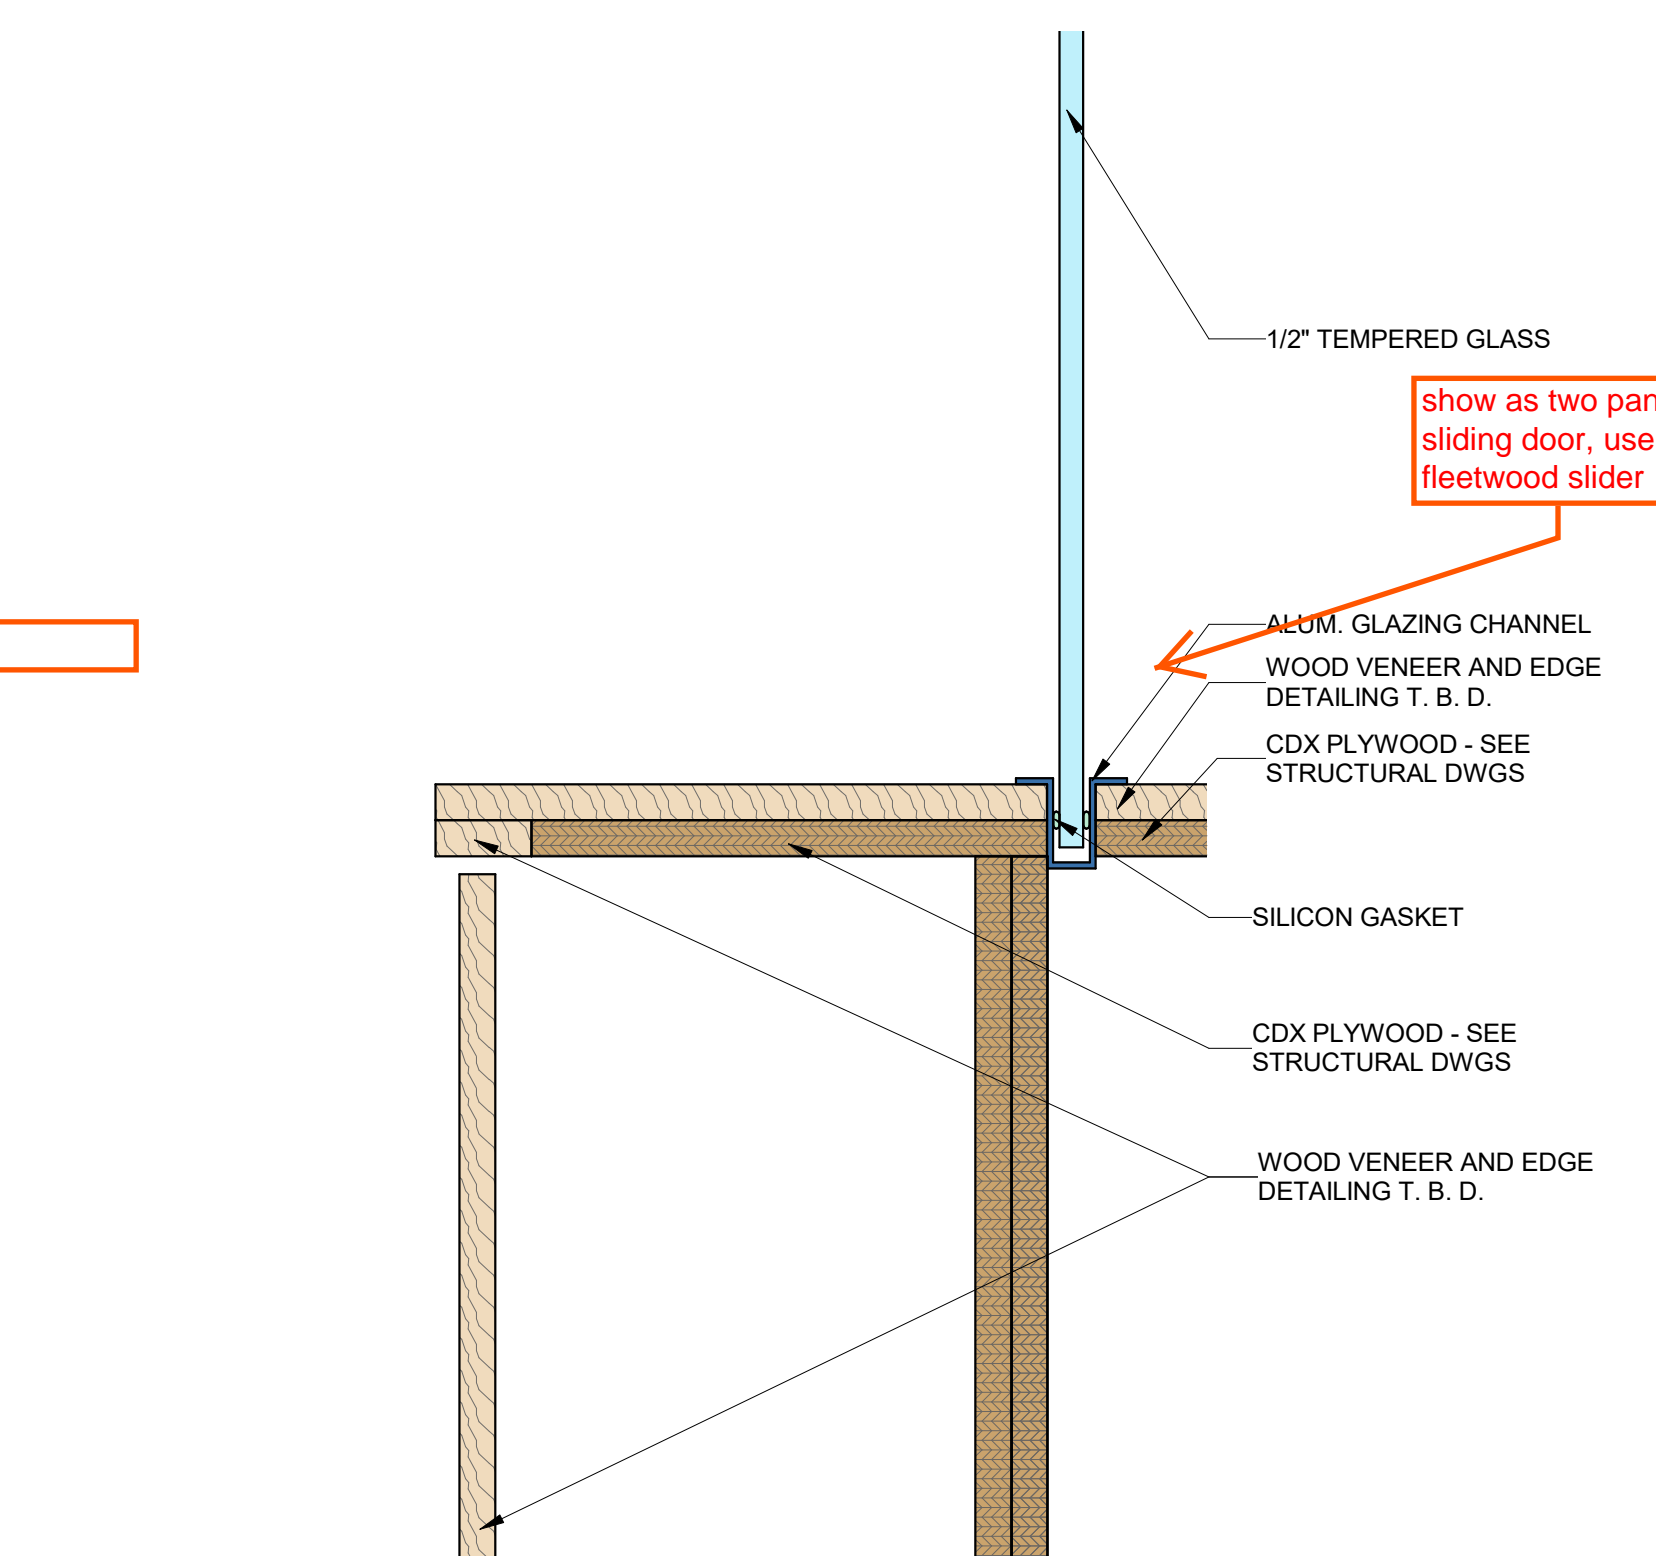 1/2" TEMPERED GLASS
show as two pan
sliding door, use
fleetwood slider
ALUM. GLAZING CHANNEL
WOOD VENEER AND EDGE
DETAILING T. B. D.
CDX PLYWOOD - SEE
STRUCTURAL DWGS
SILICON GASKET
CDX PLYWOOD - SEE
STRUCTURAL DWGS
WOOD VENEER AND EDGE
DETAILING T. B. D.